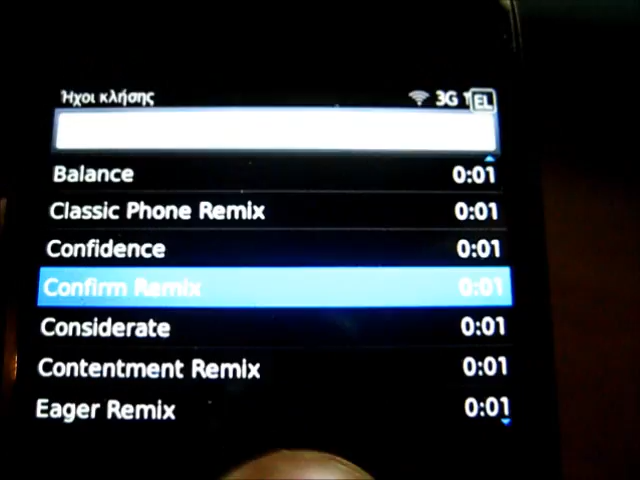 Ήχοι κλήσης 3G EL
Balance 0:01
Classic Phone Remix 0:01
Confidence 0:01
Confirm Remix 0:01
Considerate 0:01
Contentment Remix 0:01
Eager Remix 0:01